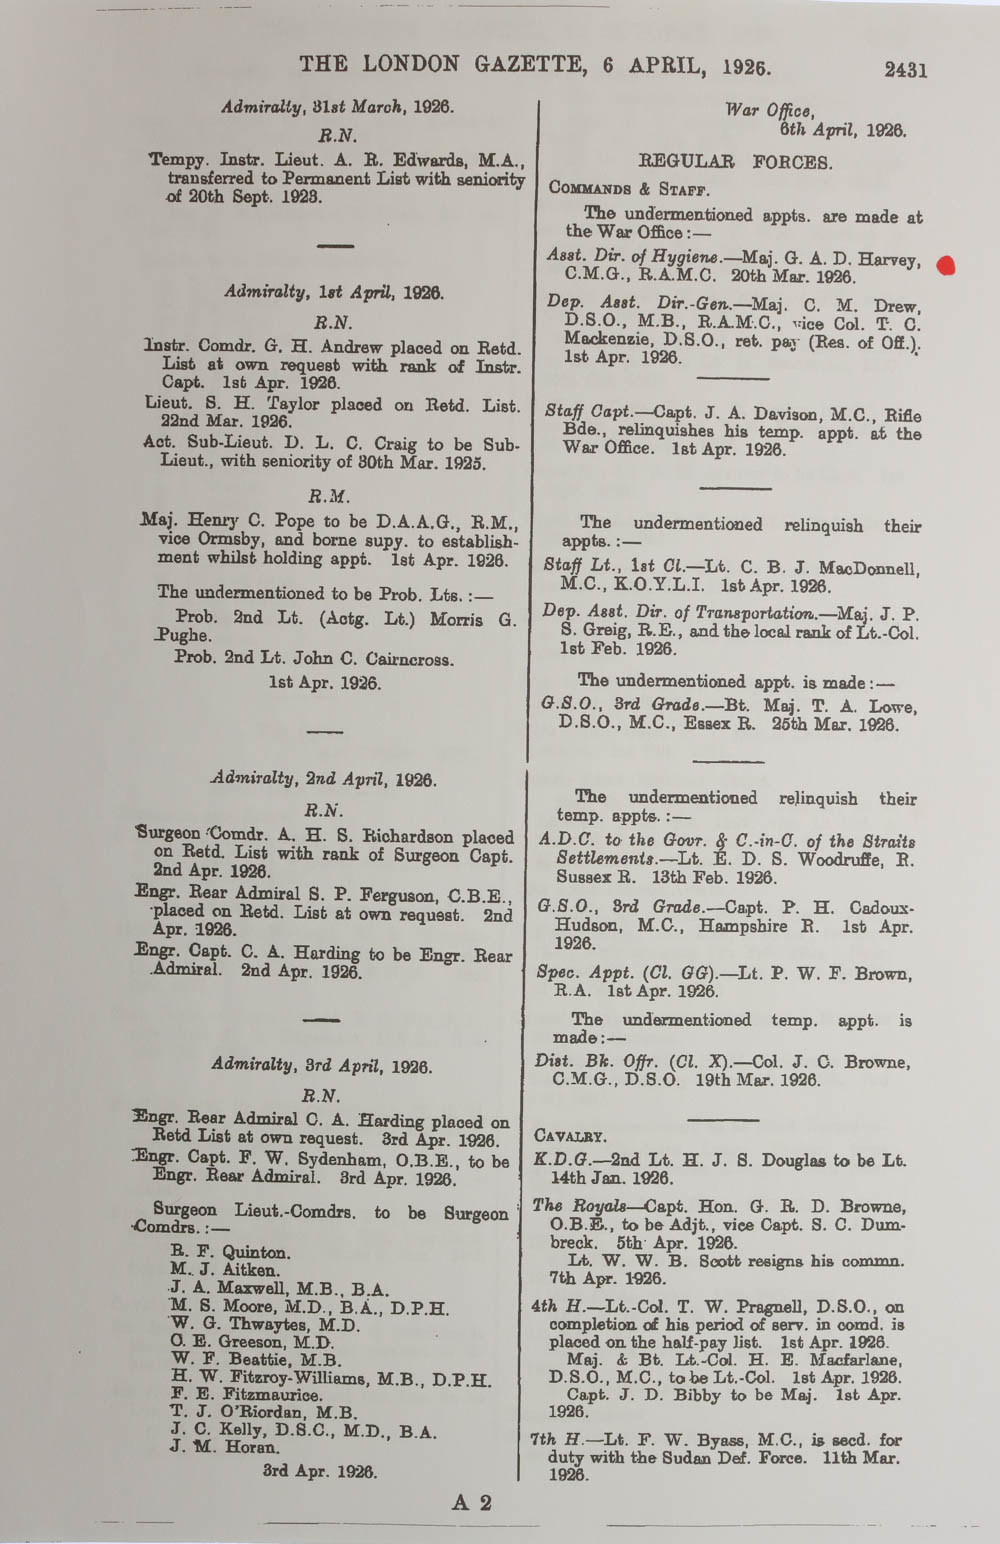 THE LONDON GAZETTE, 6 APRIL, 1926. 2431
Admiralty, 31st March, 1926.
R.N.
Tempy. Instr. Lieut. A. R. Edwards, M.A.,
transferred to Permanent List with seniority
of 20th Sept. 1923.
Admiralty, 1st April, 1926.
R.N.
Instr. Comdr. G. H. Andrew placed on Retd.
List at own request with rank of Instr.
Capt. 1st Apr. 1926.
Lieut. S. H. Taylor placed on Retd. List.
22nd Mar. 1926.
Act. Sub-Lieut. D. L. C. Craig to be Sub-
Lieut., with seniority of 30th Mar. 1925.
R.M.
Maj. Henry C. Pope to be D.A.A.G., R.M.,
vice Ormsby, and borne supy. to establish-
ment whilst holding appt. 1st Apr. 1926.
The undermentioned to be Prob. Lts.:—
Prob. 2nd Lt. (Actg. Lt.) Morris G.
Pughe.
Prob. 2nd Lt. John C. Cairncross.
1st Apr. 1926.
Admiralty, 2nd April, 1926.
R.N.
Surgeon Comdr. A. H. S. Richardson placed
on Retd. List with rank of Surgeon Capt.
2nd Apr. 1926.
Engr. Rear Admiral S. P. Ferguson, C.B.E.,
placed on Retd. List at own request. 2nd
Apr. 1926.
Engr. Capt. C. A. Harding to be Engr. Rear
Admiral. 2nd Apr. 1926.
Admiralty, 3rd April, 1926.
R.N.
Engr. Rear Admiral C. A. Harding placed on
Retd List at own request. 3rd Apr. 1926.
Engr. Capt. F. W. Sydenham, O.B.E., to be
Engr. Rear Admiral. 3rd Apr. 1926.
Surgeon Lieut.-Comdrs. to be Surgeon
Comdrs.:—
R. F. Quinton.
M. J. Aitken.
J. A. Maxwell, M.B., B.A.
M. S. Moore, M.D., B.A., D.P.H.
W. G. Thwaytes, M.D.
O. E. Greeson, M.D.
W. F. Beattie, M.B.
H. W. Fitzroy-Williams, M.B., D.P.H.
F. E. Fitzmaurice.
T. J. O'Riordan, M.B.
J. C. Kelly, D.S.C., M.D., B.A.
J. M. Horan.
3rd Apr. 1926.
War Office,
6th April, 1926.
REGULAR FORCES.
COMMANDS & STAFF.
The undermentioned appts. are made at
the War Office:—
Asst. Dir. of Hygiene.—Maj. G. A. D. Harvey,
C.M.G., R.A.M.C. 20th Mar. 1926.
Dep. Asst. Dir.-Gen.—Maj. C. M. Drew,
D.S.O., M.B., R.A.M.C., vice Col. T. C.
Mackenzie, D.S.O., ret. pay (Res. of Off.).
1st Apr. 1926.
Staff Capt.—Capt. J. A. Davison, M.C., Rifle
Bde., relinquishes his temp. appt. at the
War Office. 1st Apr. 1926.
The undermentioned relinquish their
appts.:—
Staff Lt., 1st Cl.—Lt. C. B. J. MacDonnell,
M.C., K.O.Y.L.I. 1st Apr. 1926.
Dep. Asst. Dir. of Transportation.—Maj. J. P.
S. Greig, R.E., and the local rank of Lt.-Col.
1st Feb. 1926.
The undermentioned appt. is made:—
G.S.O., 3rd Grade.—Bt. Maj. T. A. Lowe,
D.S.O., M.C., Essex R. 25th Mar. 1926.
The undermentioned relinquish their
temp. appts.:—
A.D.C. to the Govr. & C.-in-C. of the Straits
Settlements.—Lt. E. D. S. Woodruffe, R.
Sussex R. 13th Feb. 1926.
G.S.O., 3rd Grade.—Capt. P. H. Cadoux-
Hudson, M.C., Hampshire R. 1st Apr.
1926.
Spec. Appt. (Cl. GG).—Lt. P. W. F. Brown,
R.A. 1st Apr. 1926.
The undermentioned temp. appt. is
made:—
Dist. Bk. Offr. (Cl. X).—Col. J. C. Browne,
C.M.G., D.S.O. 19th Mar. 1926.
CAVALRY.
K.D.G.—2nd Lt. H. J. S. Douglas to be Lt.
14th Jan. 1926.
The Royals—Capt. Hon. G. R. D. Browne,
O.B.E., to be Adjt., vice Capt. S. C. Dum-
breck. 5th Apr. 1926.
Lt. W. W. B. Scott resigns his commn.
7th Apr. 1926.
4th H.—Lt.-Col. T. W. Pragnell, D.S.O., on
completion of his period of serv. in comd. is
placed on the half-pay list. 1st Apr. 1926.
Maj. & Bt. Lt.-Col. H. E. Macfarlane,
D.S.O., M.C., to be Lt.-Col. 1st Apr. 1926.
Capt. J. D. Bibby to be Maj. 1st Apr.
1926.
7th H.—Lt. F. W. Byass, M.C., is secd. for
duty with the Sudan Def. Force. 11th Mar.
1926.
A 2